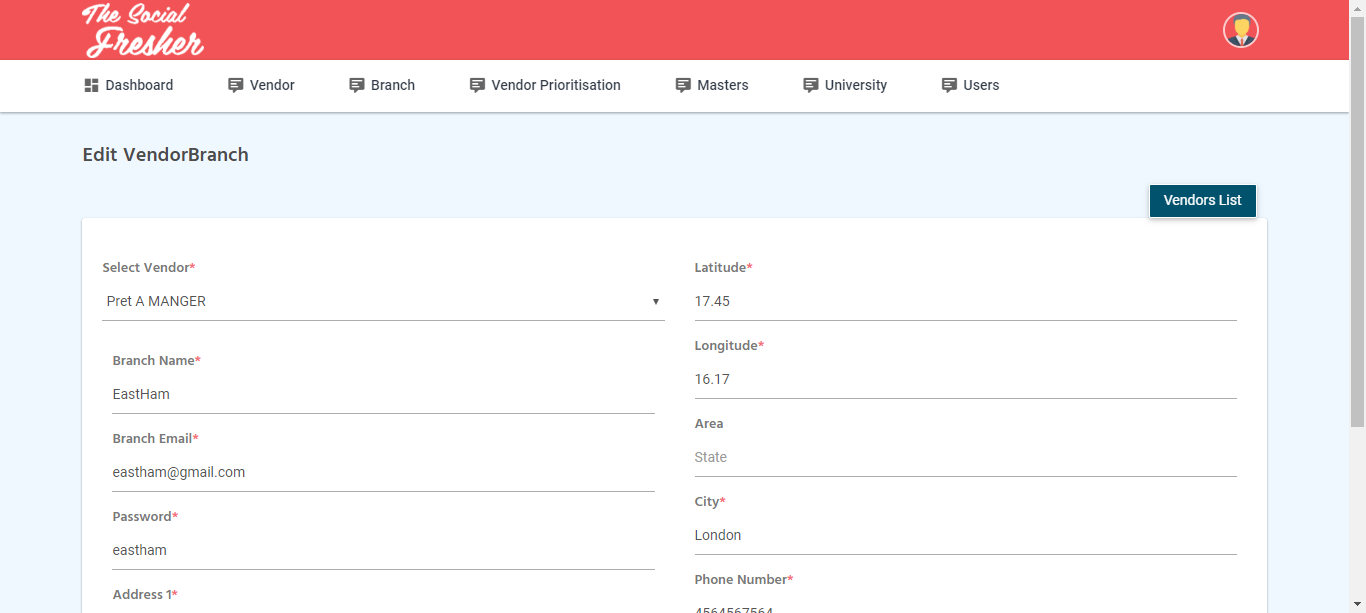 The Social
Fresher
Dashboard Vendor Branch Vendor Prioritisation Masters University Users
Edit VendorBranch
Vendors List
Select Vendor*
Pret A MANGER
Branch Name*
EastHam
Branch Email*
eastham@gmail.com
Password*
eastham
Address 1*
Latitude*
17.45
Longitude*
16.17
Area
State
City*
London
Phone Number*
4564567564